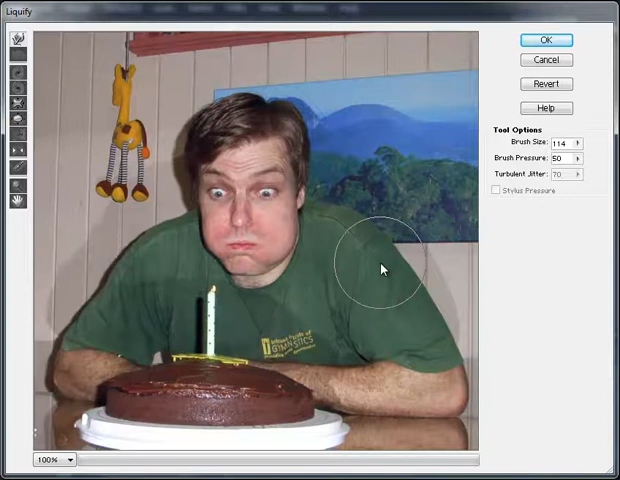 Liquify
OK
Cancel
Revert
Help
Tool Options
Brush Size: 114
Brush Pressure: 50
Turbulent Jitter: 70
Stylus Pressure
GYMNASTICS
100%